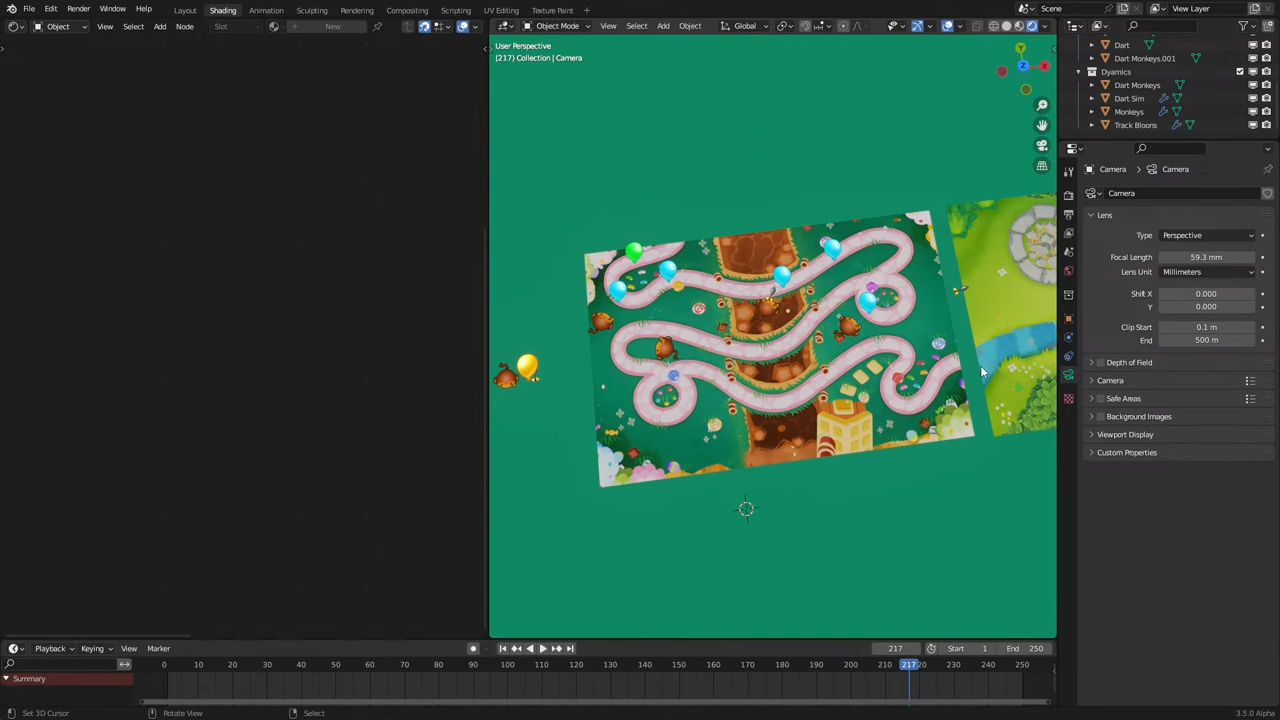 File Edit Render Window Help Layout Shading Animation Sculpting Rendering Compositing Scripting UV Editing Texture Paint Scene View Layer
View Select Add Node Slot New Object Mode View Select Add Object Global
User Perspective
(217) Collection | Camera
Y
Z
X
Dart
Dart Monkeys.001
Dyamics
Dart Monkeys
Dart Sim
Monkeys
Track Bloons
Camera Camera
Camera
Lens
Type Perspective
Focal Length 59.3 mm
Lens Unit Millimeters
Shift X 0.000
Y 0.000
Clip Start 0.1 m
End 500 m
Depth of Field
Camera
Safe Areas
Background Images
Viewport Display
Custom Properties
Playback Keying View Marker 217 Start 1 End 250
0 10 20 30 40 50 60 70 80 90 100 110 120 130 140 150 160 170 180 190 200 210 217 20 230 240 250
Summary
Set 3D Cursor Rotate View Select 3.5.0 Alpha